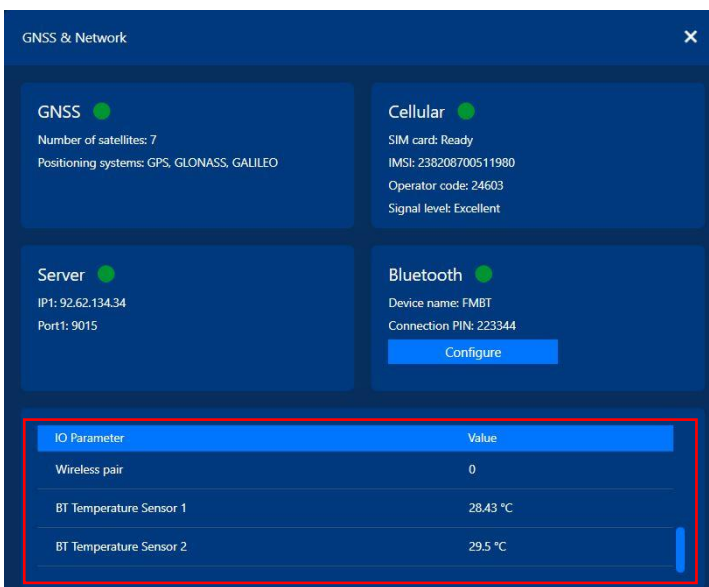 GNSS & Network
GNSS
Number of satellites: 7
Positioning systems: GPS, GLONASS, GALILEO
Cellular
SIM card: Ready
IMSI: 238208700511980
Operator code: 24603
Signal level: Excellent
Server
IP1: 92.62.134.34
Port1: 9015
Bluetooth
Device name: FMBT
Connection PIN: 223344
Configure
IO Parameter Value
Wireless pair 0
BT Temperature Sensor 1 28.43 °C
BT Temperature Sensor 2 29.5 °C